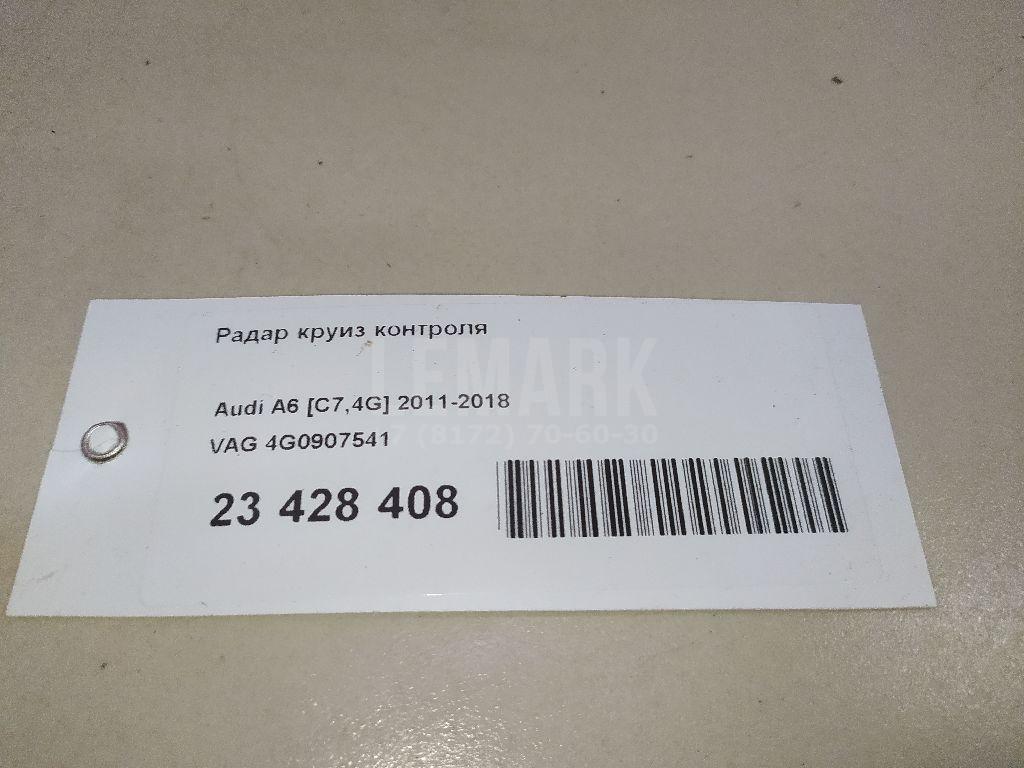 Радар круиз контроля
LEMARK
Audi A6 [C7,4G] 2011-2018
7 (8172) 70-60-30
VAG 4G0907541
23 428 408